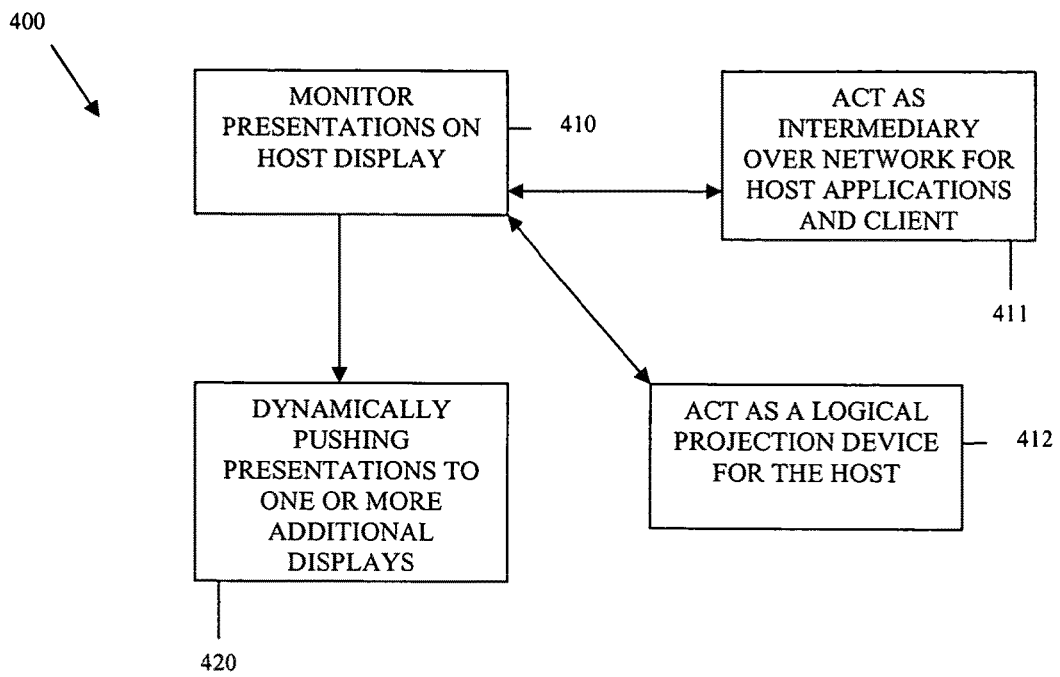 400
MONITOR
PRESENTATIONS ON
HOST DISPLAY
410
ACT AS
INTERMEDIARY
OVER NETWORK FOR
HOST APPLICATIONS
AND CLIENT
411
DYNAMICALLY
PUSHING
PRESENTATIONS TO
ONE OR MORE
ADDITIONAL
DISPLAYS
420
ACT AS A LOGICAL
PROJECTION DEVICE
FOR THE HOST
412